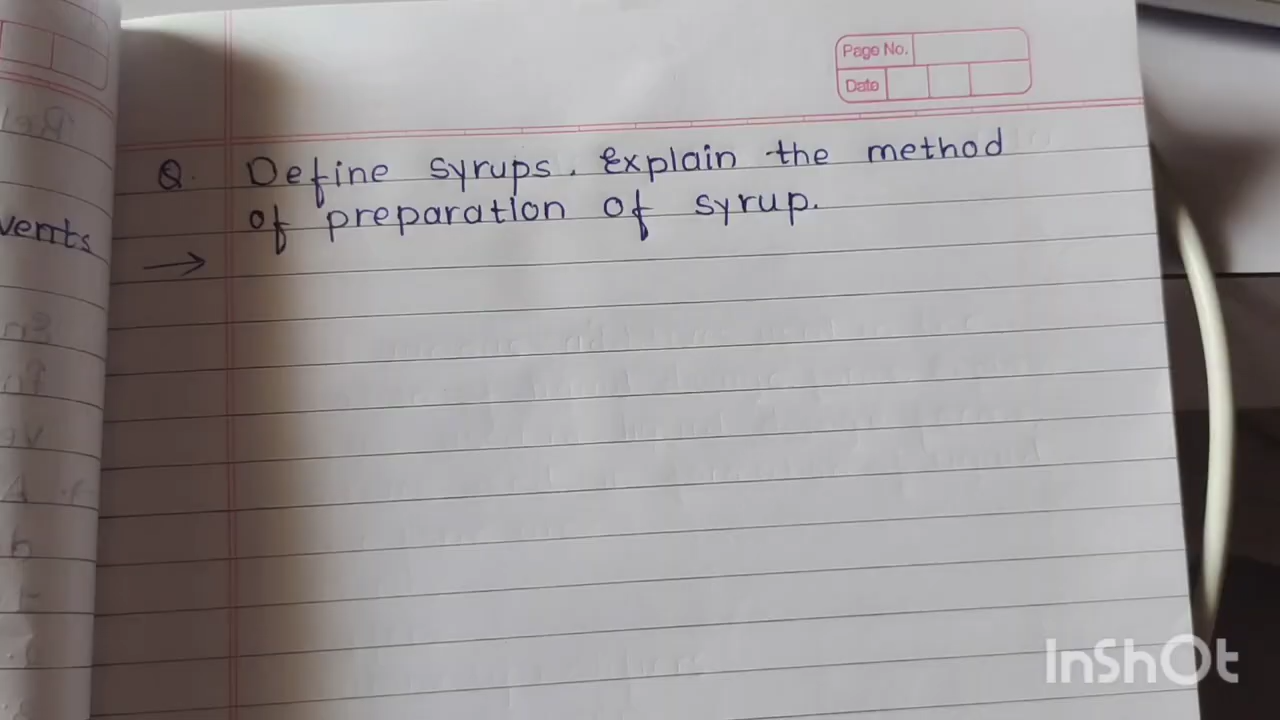 Page No.
Date
Q. Define syrups. Explain the method
of preparation of syrup.
→
vents
InShOt